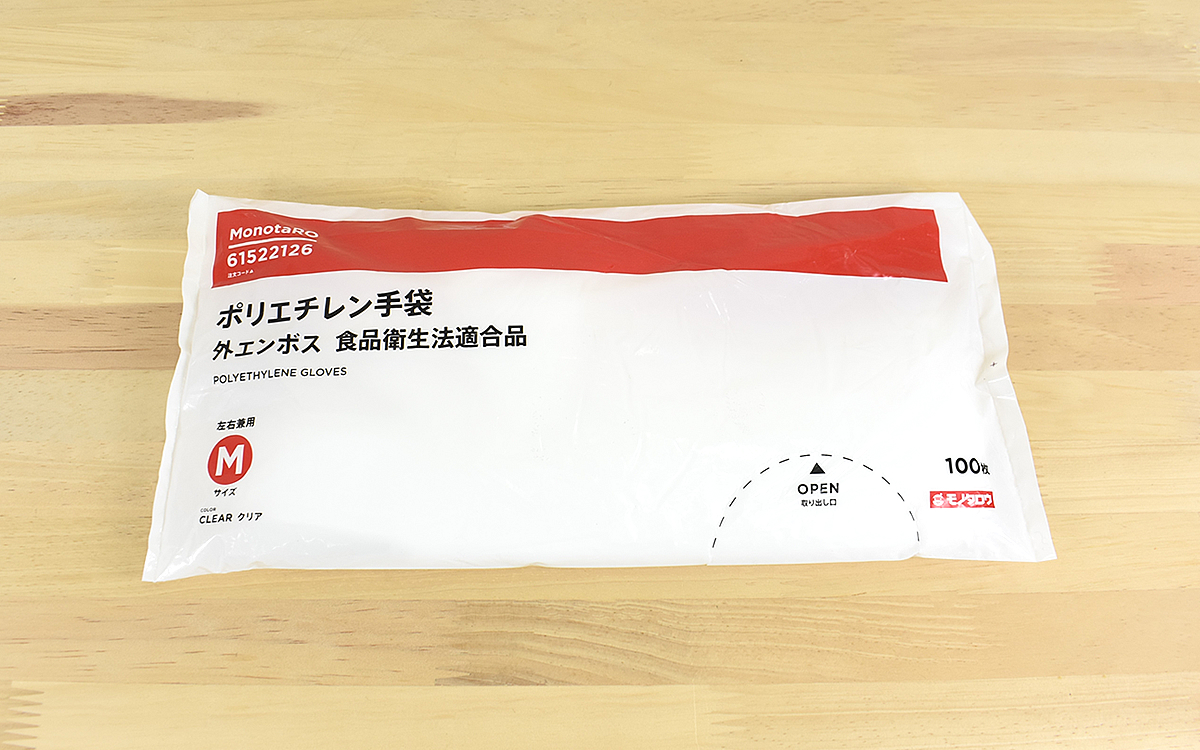 MonotaRO
61522126
注文コード▲
ポリエチレン手袋
外エンボス 食品衛生法適合品
POLYETHYLENE GLOVES
左右兼用
M
サイズ
COLOR
CLEAR クリア
▲
OPEN
取り出し口
100枚
モノタロウ